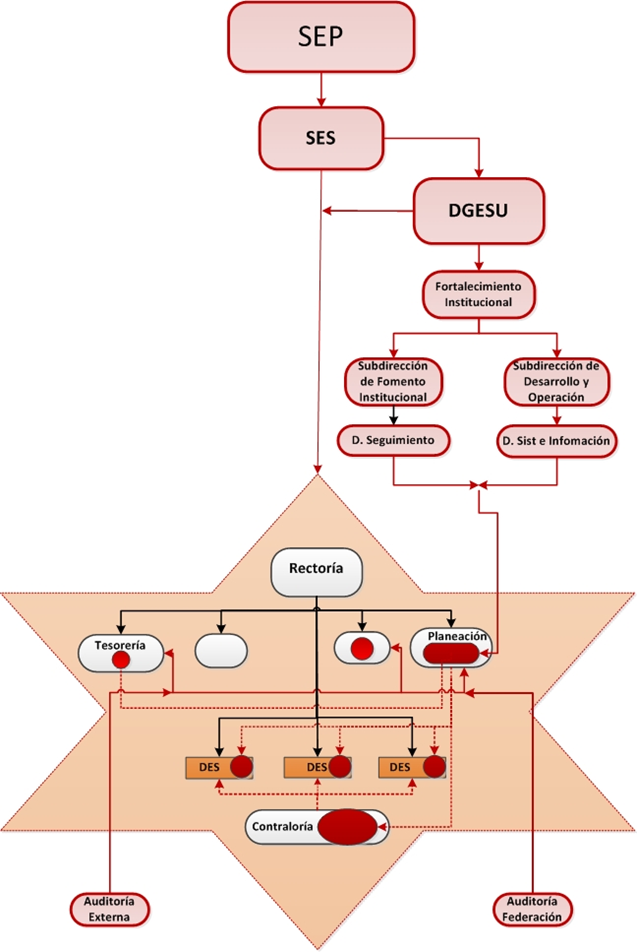 SEP
SES
DGESU
Fortalecimiento
Institucional
Subdirección
de Fomento
Institucional
Subdirección de
Desarrollo y
Operación
D. Seguimiento
D. Sist e Infomación
Rectoría
Tesorería
Planeación
DES
DES
DES
Contraloría
Auditoría
Externa
Auditoría
Federación